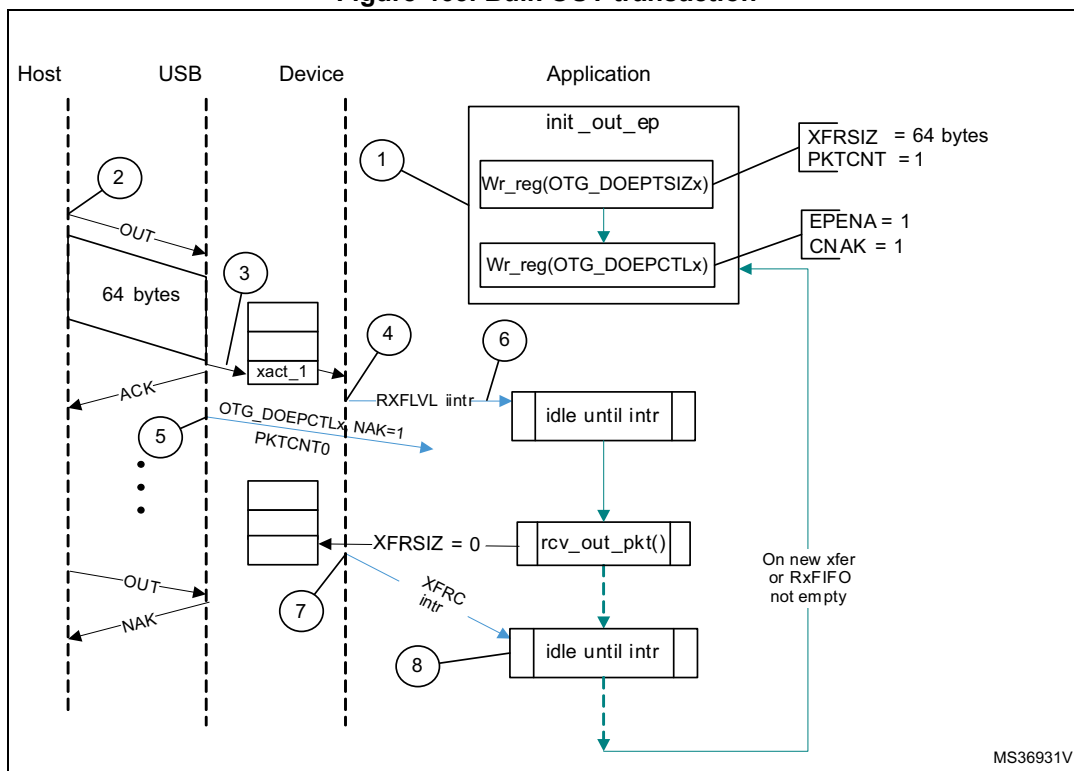 Host
USB
Device
Application
init _out_ep
1
Wr_reg(OTG_DOEPTSIZx)
XFRSIZ = 64 bytes
PKTCNT = 1
Wr_reg(OTG_DOEPCTLx)
EPENA = 1
CNAK = 1
2
OUT
64 bytes
3
xact_1
ACK
4
RXFLVL iintr
6
idle until intr
5
OTG_DOEPCTLx, NAK=1
PKTCNT0
XFRSIZ = 0
rcv_out_pkt()
On new xfer
or RxFIFO
not empty
OUT
NAK
7
XFRC
intr
8
idle until intr
MS36931V